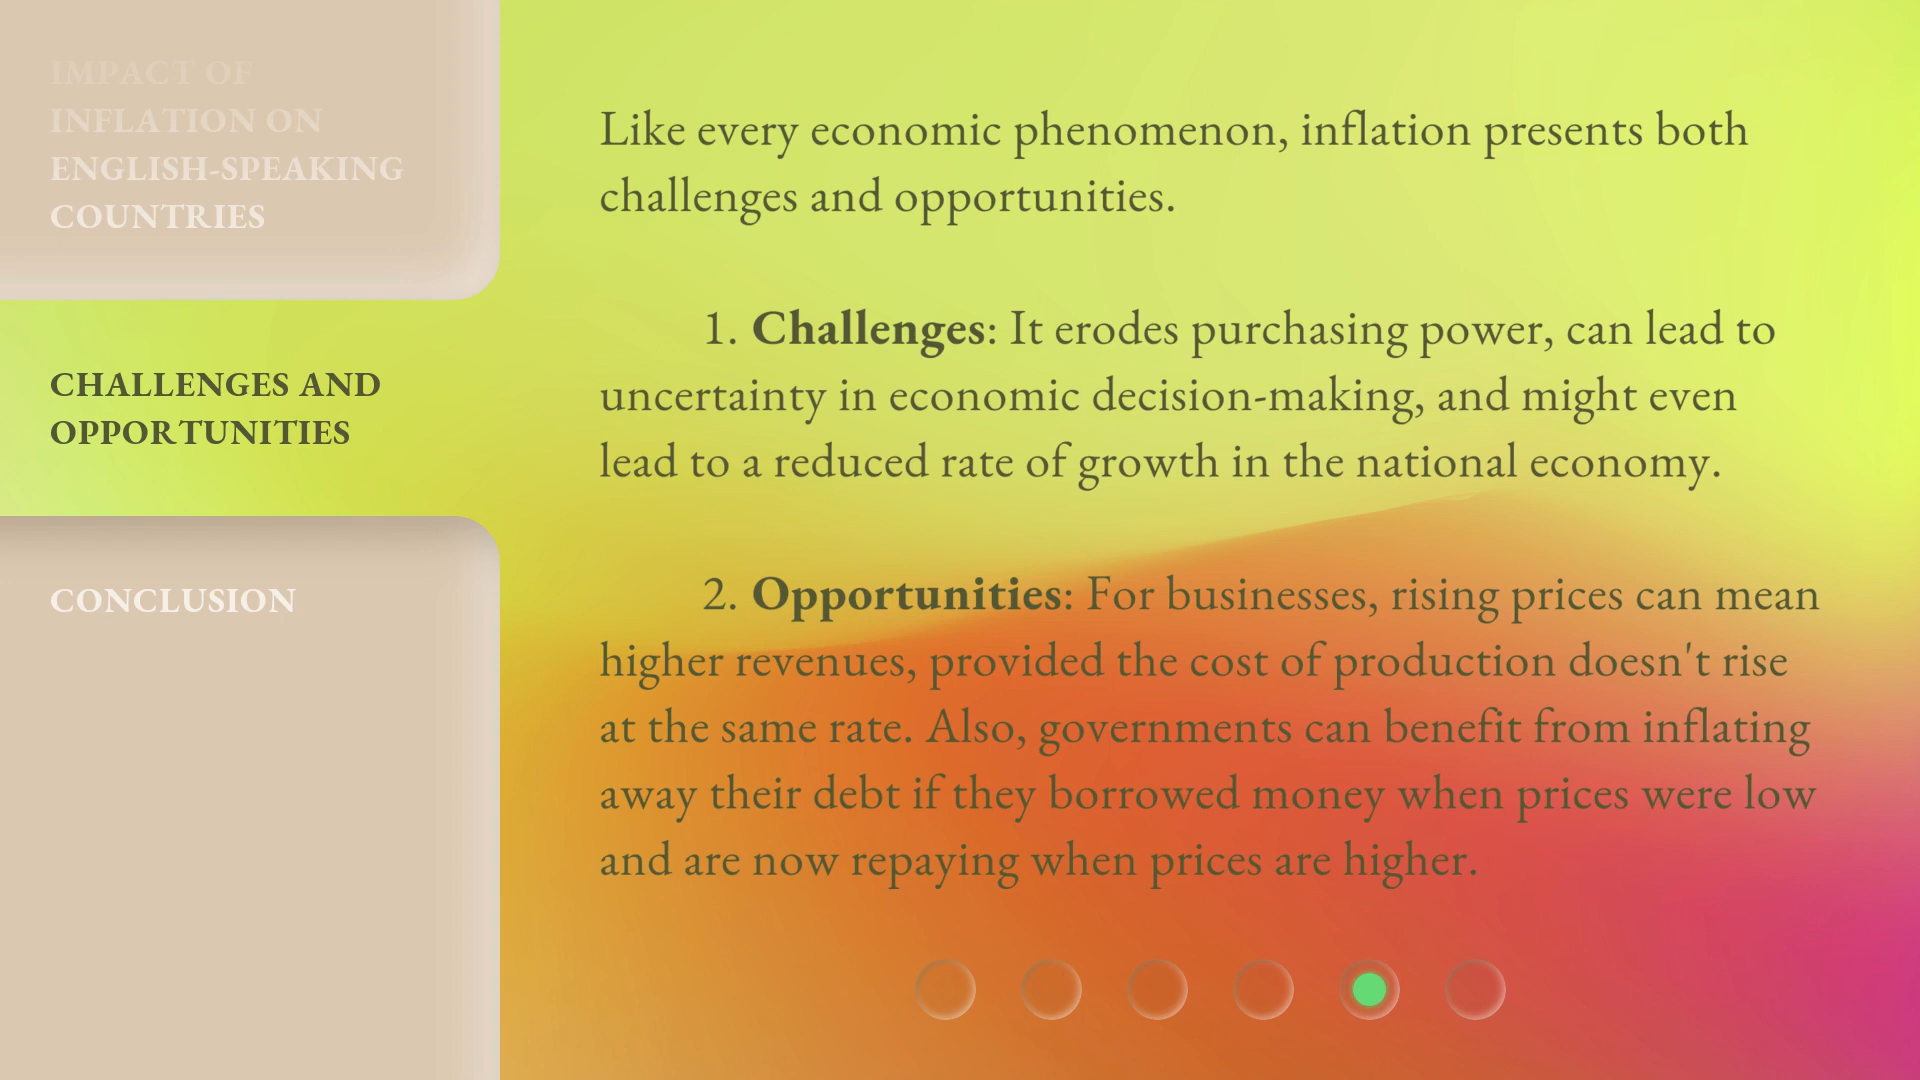 IMPACT OF
INFLATION ON
ENGLISH-SPEAKING
COUNTRIES
CHALLENGES AND
OPPORTUNITIES
CONCLUSION
Like every economic phenomenon, inflation presents both
challenges and opportunities.
1. Challenges: It erodes purchasing power, can lead to
uncertainty in economic decision-making, and might even
lead to a reduced rate of growth in the national economy.
2. Opportunities: For businesses, rising prices can mean
higher revenues, provided the cost of production doesn't rise
at the same rate. Also, governments can benefit from inflating
away their debt if they borrowed money when prices were low
and are now repaying when prices are higher.